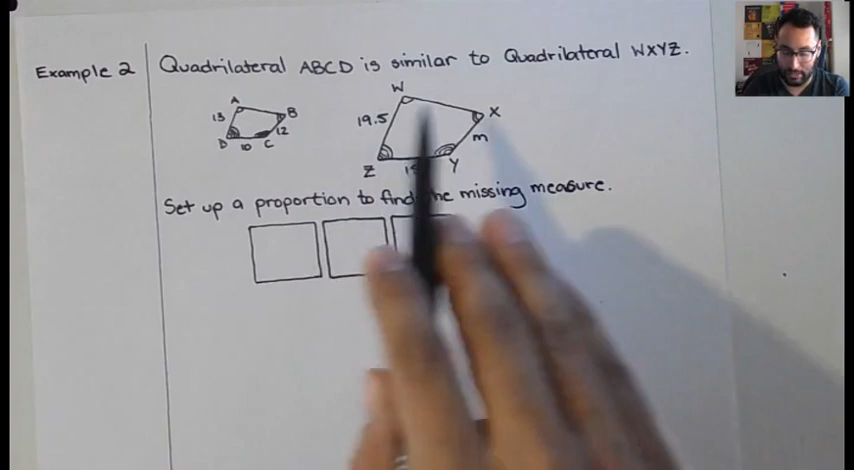 Example 2
Quadrilateral ABCD is similar to Quadrilateral WXYZ.
A
B
13
12
D
10
C
W
X
19.5
m
Z
Y
Set up a proportion to find the missing measure.